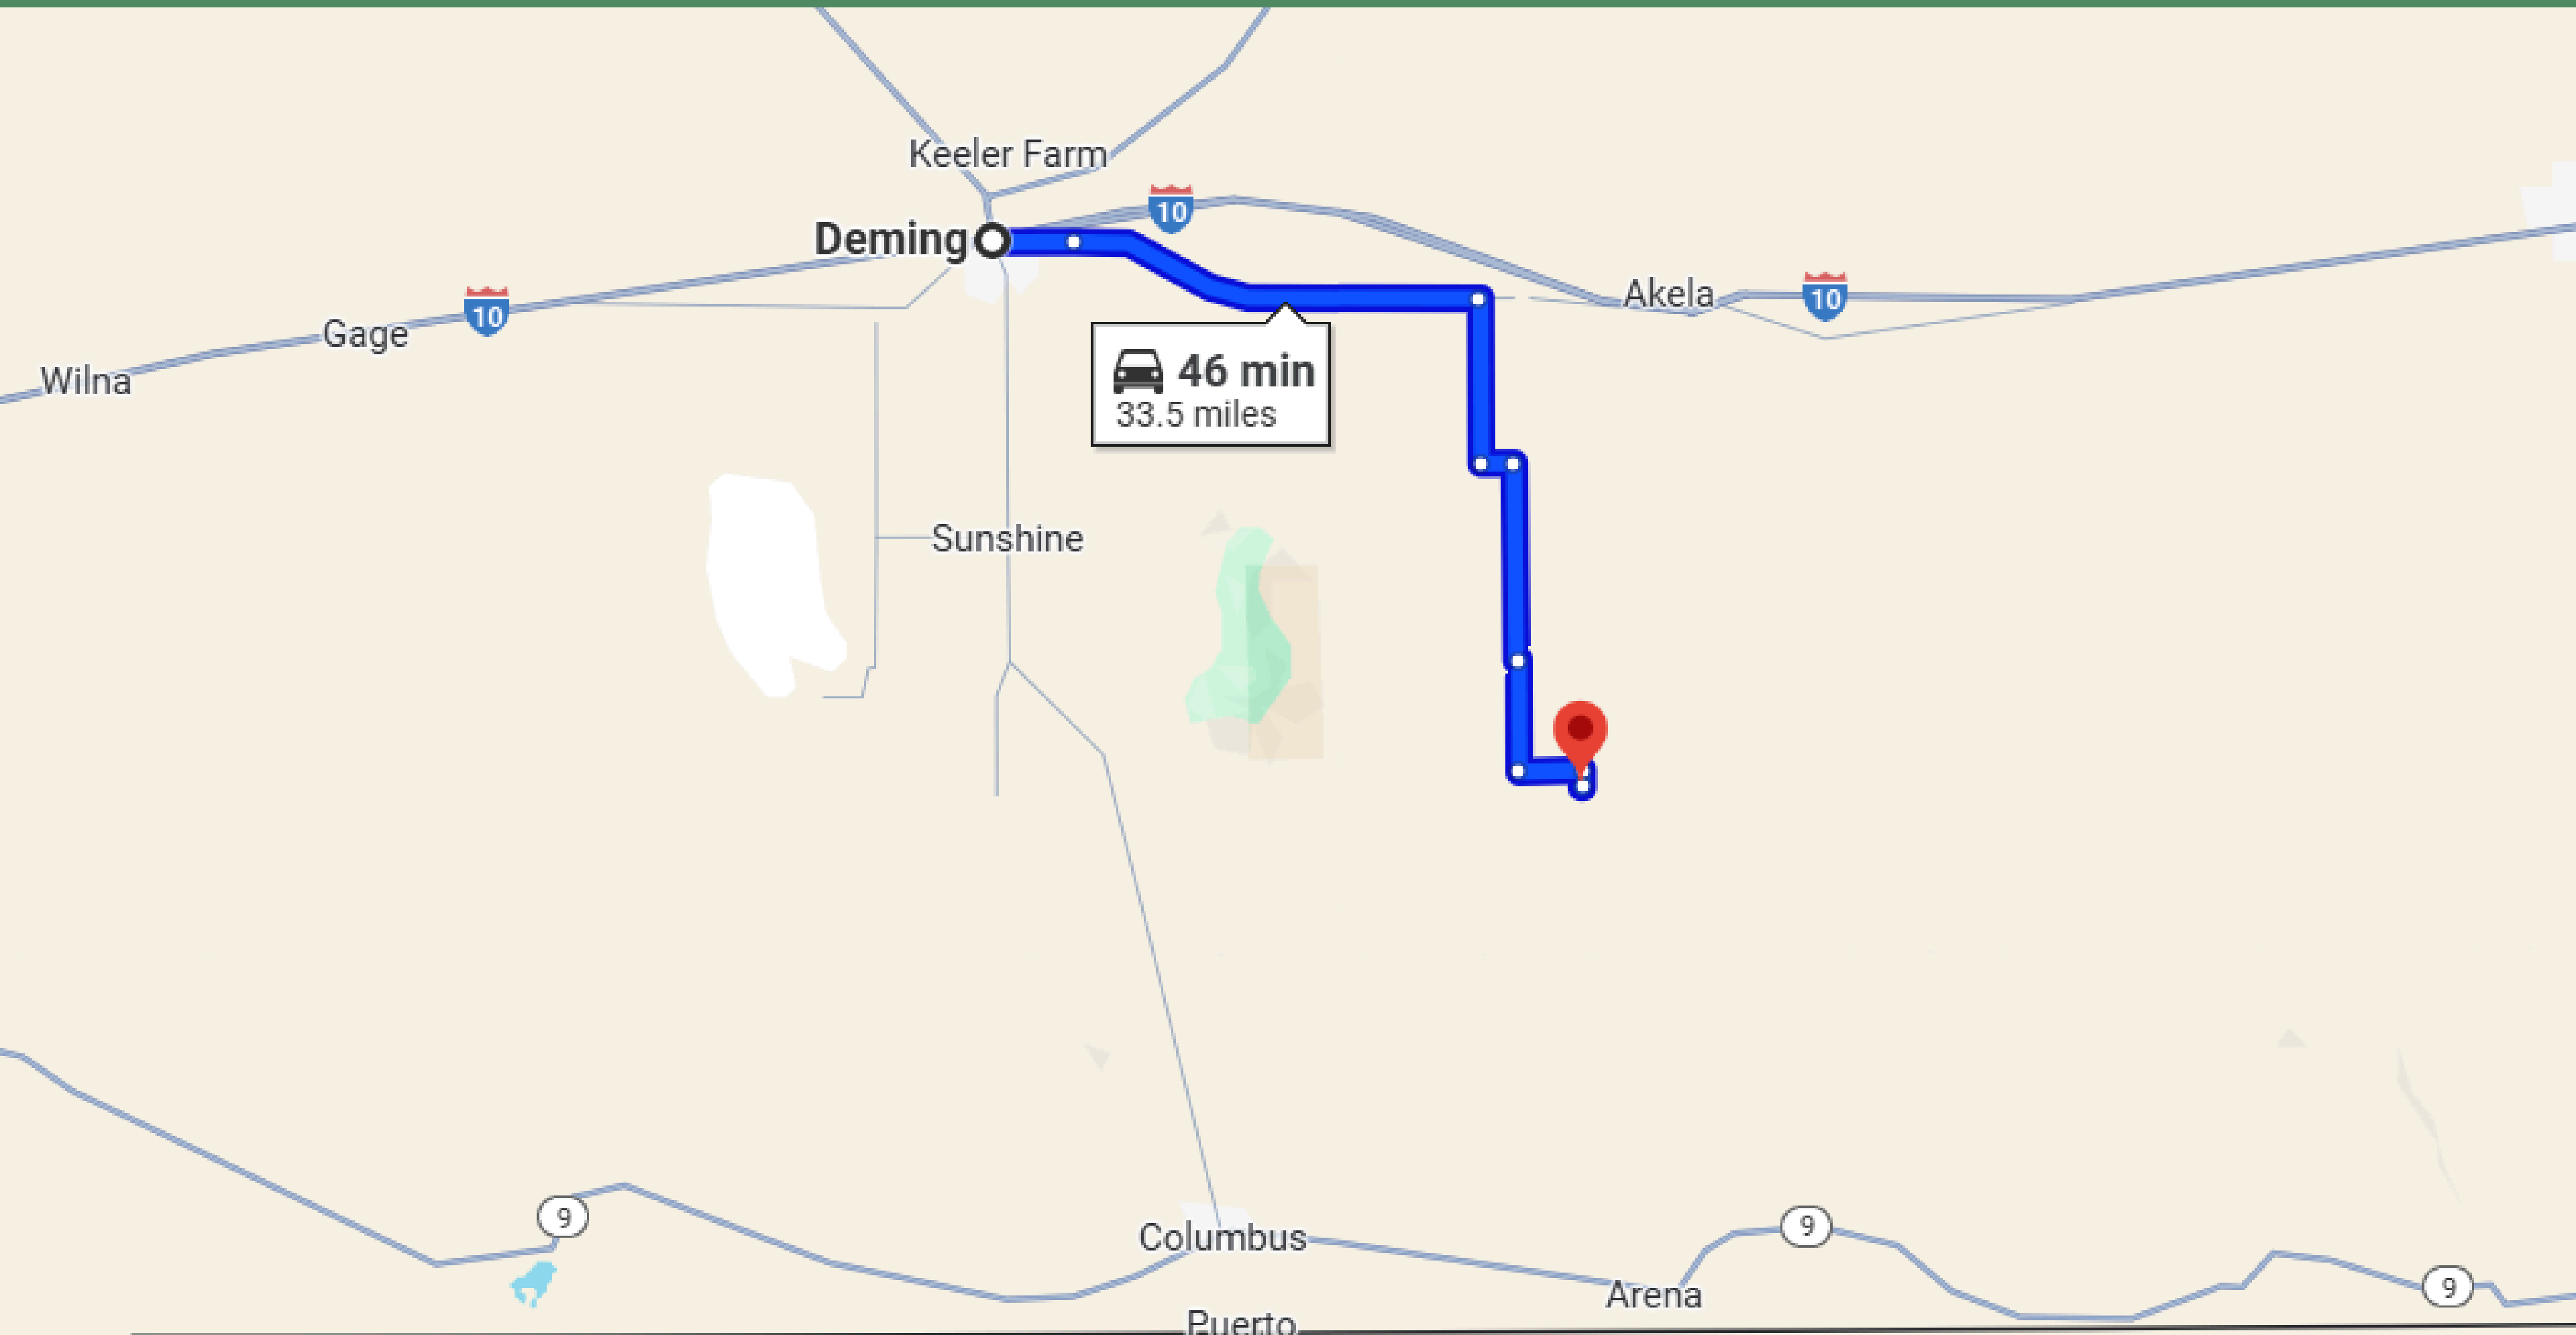 Keeler Farm
10
Deming
Akela
10
10
Gage
46 min
Wilna
33.5 miles
Sunshine
9
9
Columbus
9
Arena
Puerto